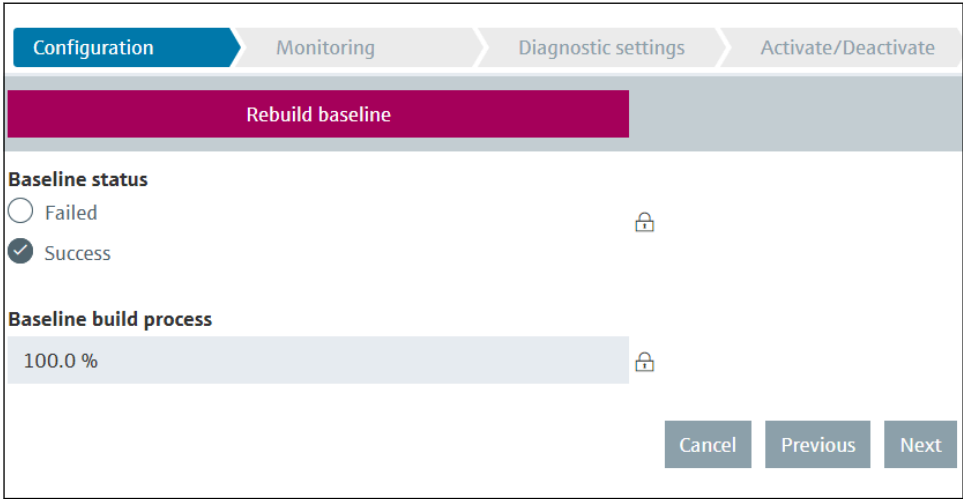 Configuration Monitoring Diagnostic settings Activate/Deactivate
Rebuild baseline
Baseline status
Failed
Success
Baseline build process
100.0 %
Cancel Previous Next